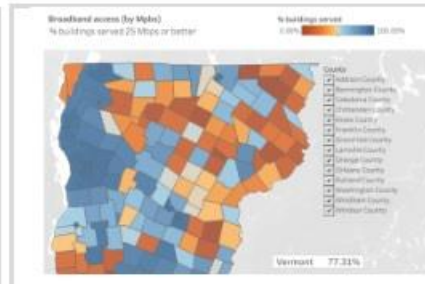 Broadband access (by Mpbs)
% buildings served 25 Mbps or better
% buildings served
0.00%
100.00%
County
Addison County
Bennington County
Caledonia County
Chittenden County
Essex County
Franklin County
Grand Isle County
Lamoille County
Orange County
Orleans County
Rutland County
Washington County
Windham County
Windsor County
Vermont 77.31%